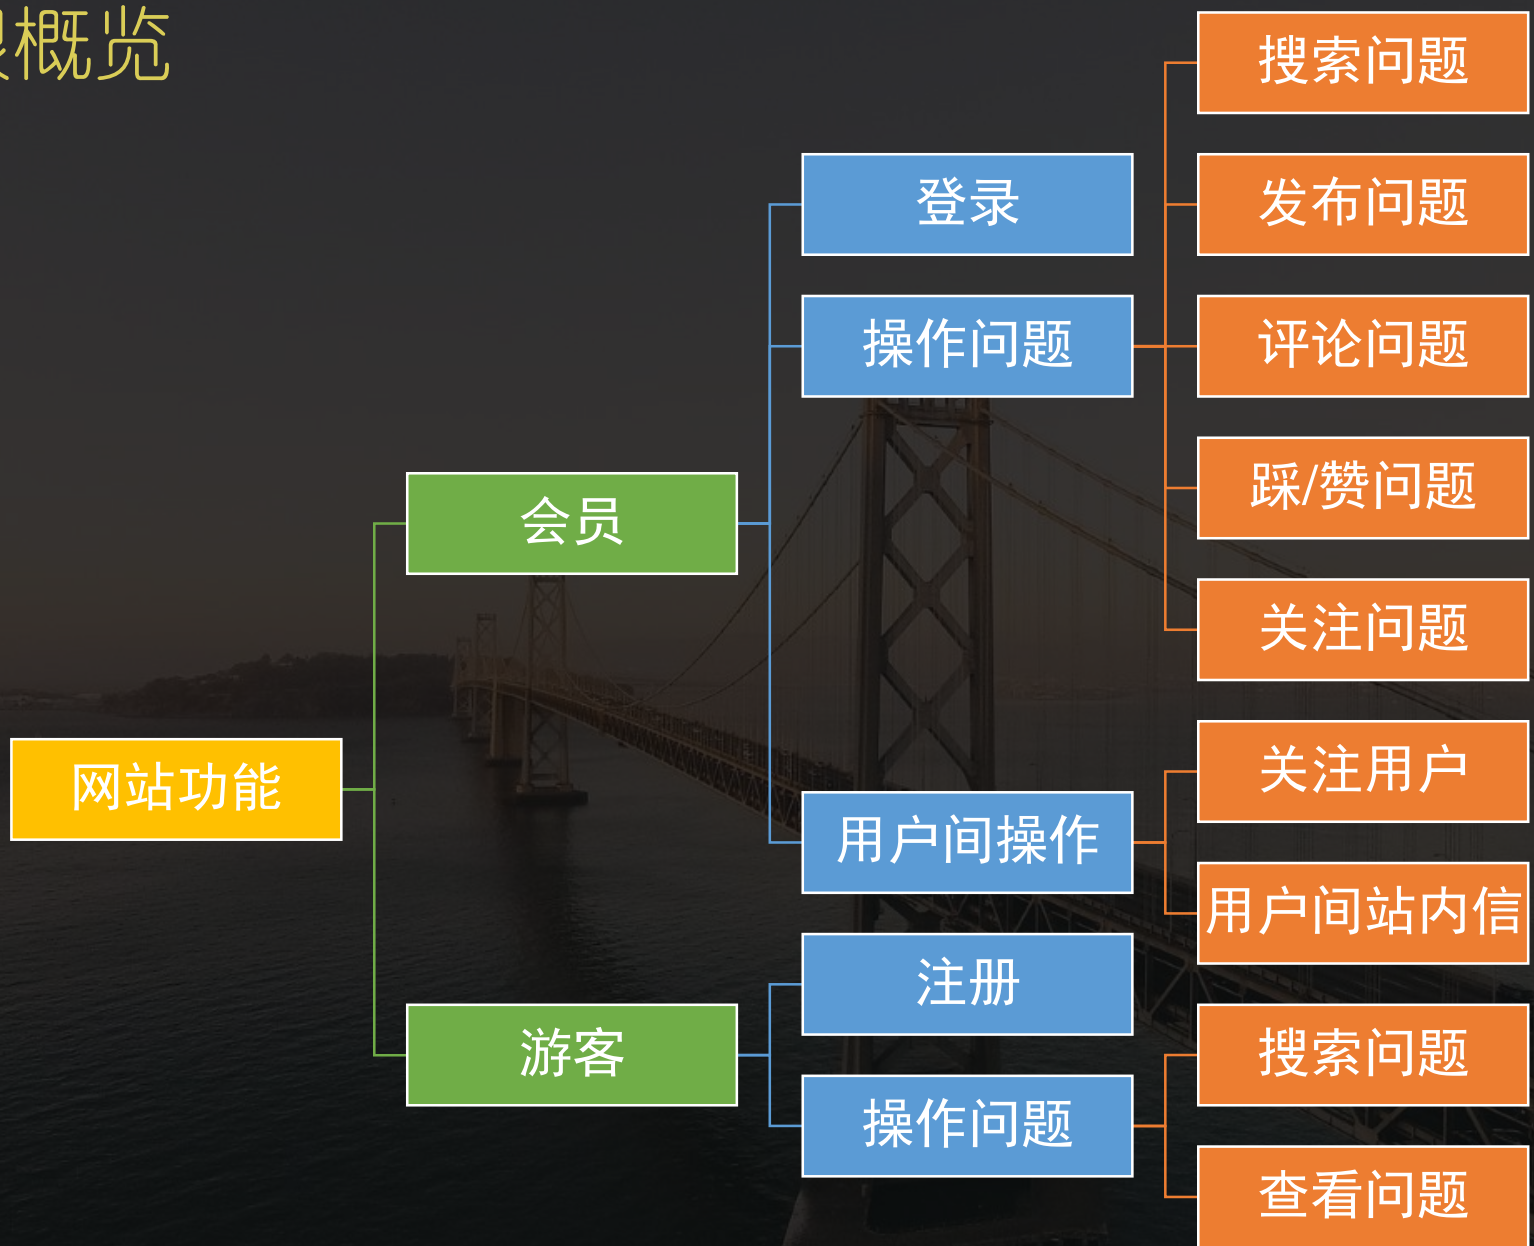 概览
搜索问题
登录
发布问题
操作问题
评论问题
踩/赞问题
会员
关注问题
网站功能
关注用户
用户间操作
用户间站内信
注册
游客
搜索问题
操作问题
查看问题